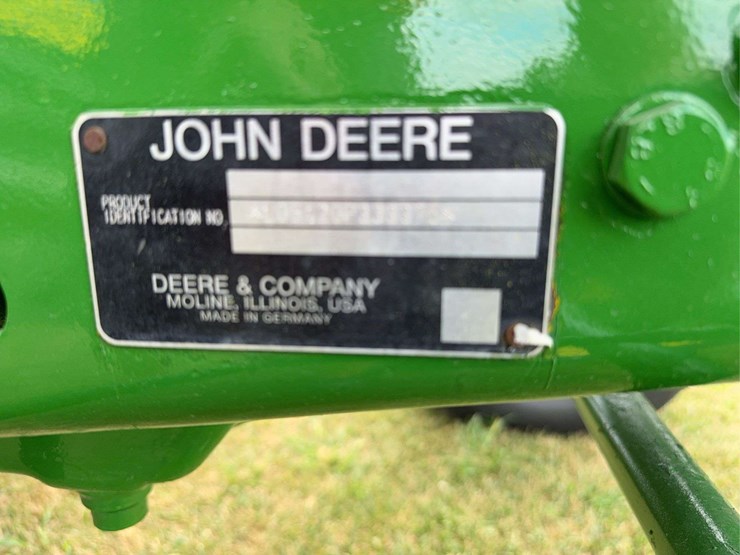 JOHN DEERE
PRODUCT
IDENTIFICATION NO.
DEERE & COMPANY
MOLINE, ILLINOIS, USA
MADE IN GERMANY